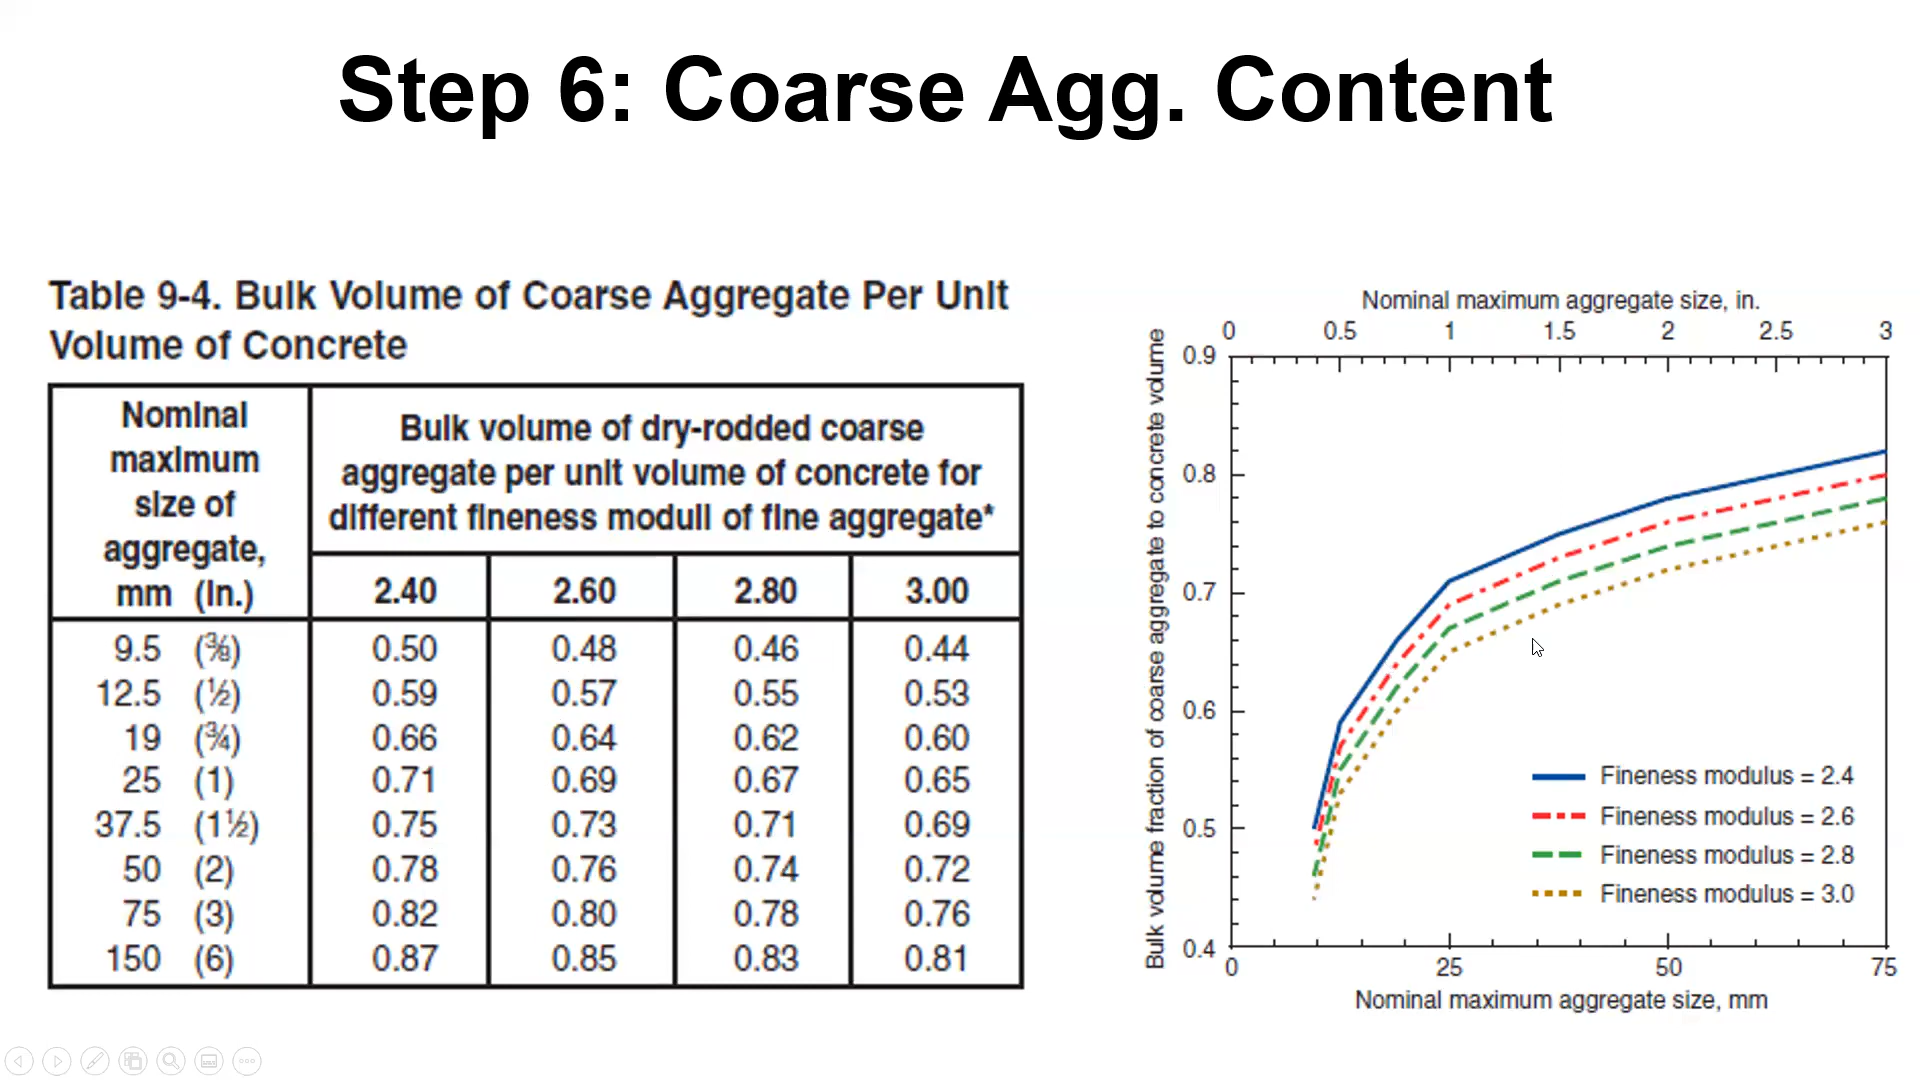 Step 6: Coarse Agg. Content
Table 9-4. Bulk Volume of Coarse Aggregate Per Unit
Volume of Concrete
Nominal
maximum
size of
aggregate,
mm (in.)
Bulk volume of dry-rodded coarse
aggregate per unit volume of concrete for
different fineness moduli of fine aggregate*
2.40 2.60 2.80 3.00
9.5 (⅜) 0.50 0.48 0.46 0.44
12.5 (½) 0.59 0.57 0.55 0.53
19 (¾) 0.66 0.64 0.62 0.60
25 (1) 0.71 0.69 0.67 0.65
37.5 (1½) 0.75 0.73 0.71 0.69
50 (2) 0.78 0.76 0.74 0.72
75 (3) 0.82 0.80 0.78 0.76
150 (6) 0.87 0.85 0.83 0.81
Nominal maximum aggregate size, in.
0 0.5 1 1.5 2 2.5 3
Bulk volume fraction of coarse aggregate to concrete volume
0.9
0.8
0.7
0.6
0.5
0.4
Fineness modulus = 2.4
Fineness modulus = 2.6
Fineness modulus = 2.8
Fineness modulus = 3.0
0 25 50 75
Nominal maximum aggregate size, mm